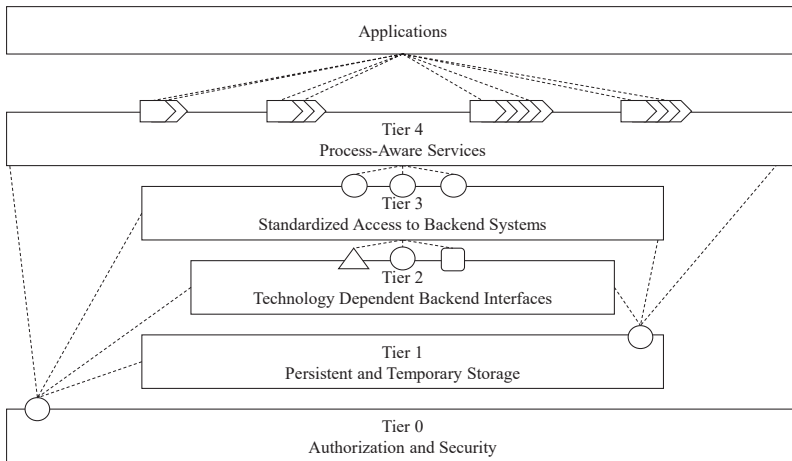 Applications
Tier 4
Process-Aware Services
Tier 3
Standardized Access to Backend Systems
Tier 2
Technology Dependent Backend Interfaces
Tier 1
Persistent and Temporary Storage
Tier 0
Authorization and Security